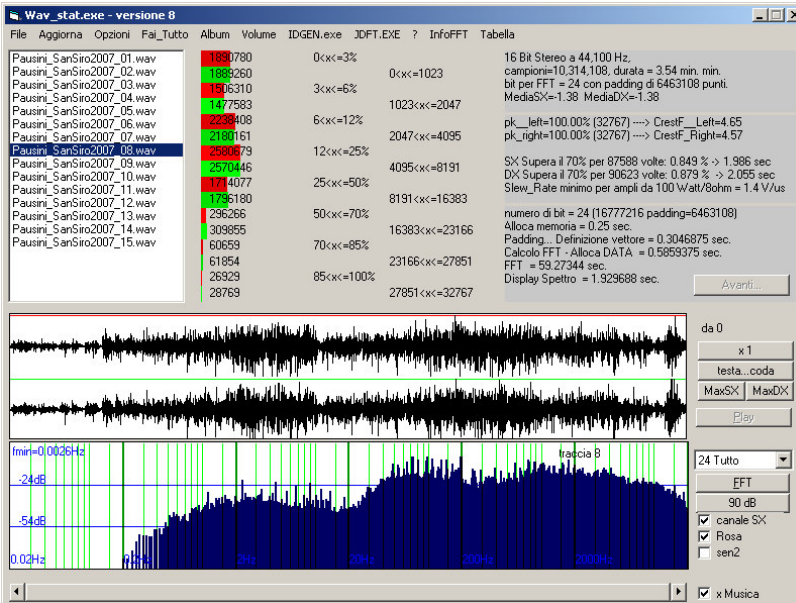 Wav_stat.exe - versione 8
File Aggiorna Opzioni Fai_Tutto Album Volume IDGEN.exe JDFT.EXE ? InfoFFT Tabella
Pausini_SanSiro2007_01.wav
Pausini_SanSiro2007_02.wav
Pausini_SanSiro2007_03.wav
Pausini_SanSiro2007_04.wav
Pausini_SanSiro2007_05.wav
Pausini_SanSiro2007_06.wav
Pausini_SanSiro2007_07.wav
Pausini_SanSiro2007_08.wav
Pausini_SanSiro2007_09.wav
Pausini_SanSiro2007_10.wav
Pausini_SanSiro2007_11.wav
Pausini_SanSiro2007_12.wav
Pausini_SanSiro2007_13.wav
Pausini_SanSiro2007_14.wav
Pausini_SanSiro2007_15.wav
1890780 0<x<=3%
1889260 0<x<=1023
1506310 3<x<=6%
1477583 1023<x<=2047
2238408 6<x<=12%
2180161 2047<x<=4095
2580679 12<x<=25%
2570446 4095<x<=8191
1714077 25<x<=50%
1796180 8191<x<=16383
296266 50<x<=70%
309855 16383<x<=23166
60659 70<x<=85%
61854 23166<x<=27851
26929 85<x<=100%
28769 27851<x<=32767
16 Bit Stereo a 44,100 Hz,
campioni=10,314,108, durata = 3.54 min. min.
bit per FFT = 24 con padding di 6463108 punti.
MediaSX=-1.38 MediaDX=-1.38
pk__left=100.00% (32767) ----> CrestF__Left=4.65
pk_right=100.00% (32767) ----> CrestF_Right=4.57
SX Supera il 70% per 87588 volte: 0.849 % -> 1.986 sec
DX Supera il 70% per 90623 volte: 0.879 % -> 2.055 sec
Slew_Rate minimo per ampli da 100 Watt/8ohm = 1.4 V/us
numero di bit = 24 (16777216 padding=6463108)
Alloca memoria = 0.25 sec.
Padding... Definizione vettore = 0.3046875 sec.
Calcolo FFT - Alloca DATA = 0.5859375 sec.
FFT = 59.27344 sec.
Display Spettro = 1.929688 sec.
Avanti...
da 0
x 1
testa...coda
MaxSX MaxDX
Play
fmin=0.0026Hz
traccia 8
-24dB
-54dB
0.02Hz 0.2Hz 2Hz 20Hz 200Hz 2000Hz
24 Tutto
FFT
90 dB
canale SX
Rosa
sen2
x Musica